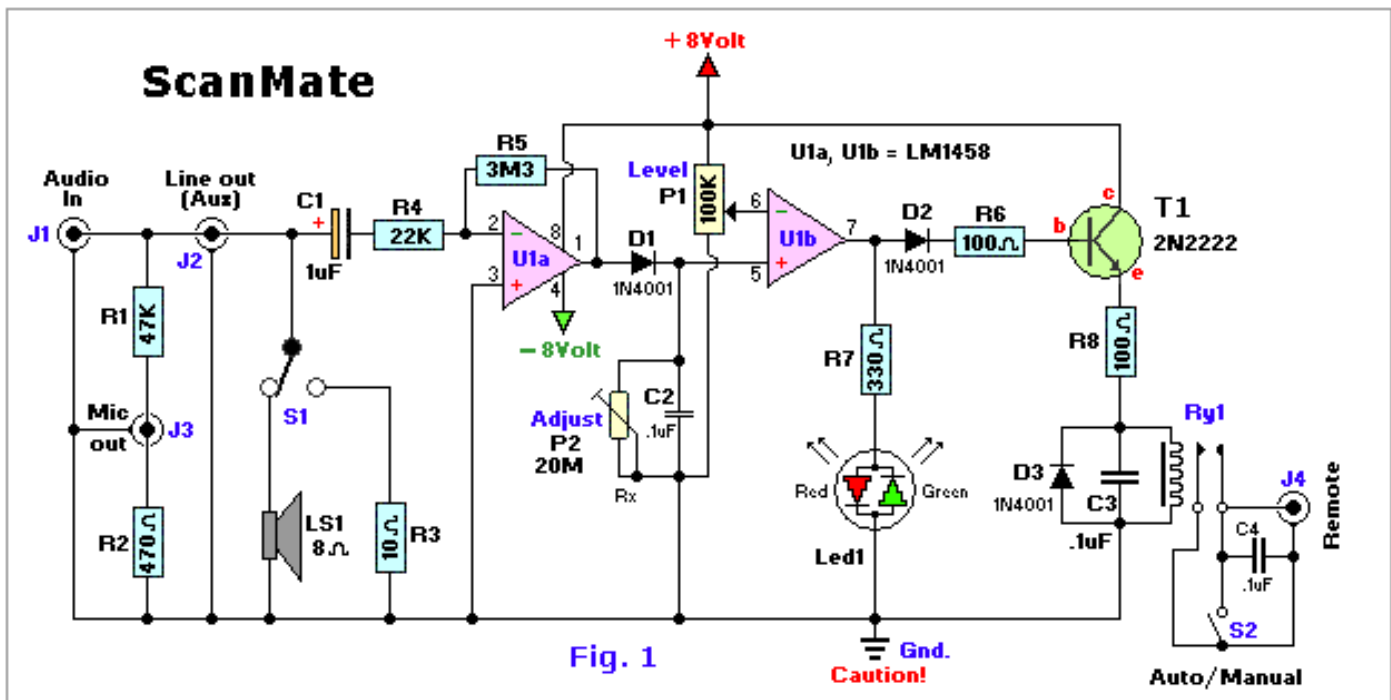 ScanMate
+8Volt
U1a, U1b = LM1458
Audio
In
Line out
(Aux)
C1
+
1uF
R4
22K
R5
3M3
Level
P1
100K
J1
J2
2
-
3
+
8
1
4
U1a
D1
1N4001
6
-
5
+
7
U1b
D2
1N4001
R6
100Ω
b
c
e
T1
2N2222
-8Volt
R1
47K
Mic
out
J3
S1
R2
470Ω
LS1
8Ω
R3
10Ω
Adjust
P2
20M
Rx
C2
.1uF
R7
330Ω
Red
Green
Led1
R8
100Ω
D3
1N4001
C3
.1uF
Ry1
J4
Remote
C4
.1uF
S2
Auto/Manual
Fig. 1
Gnd.
Caution!